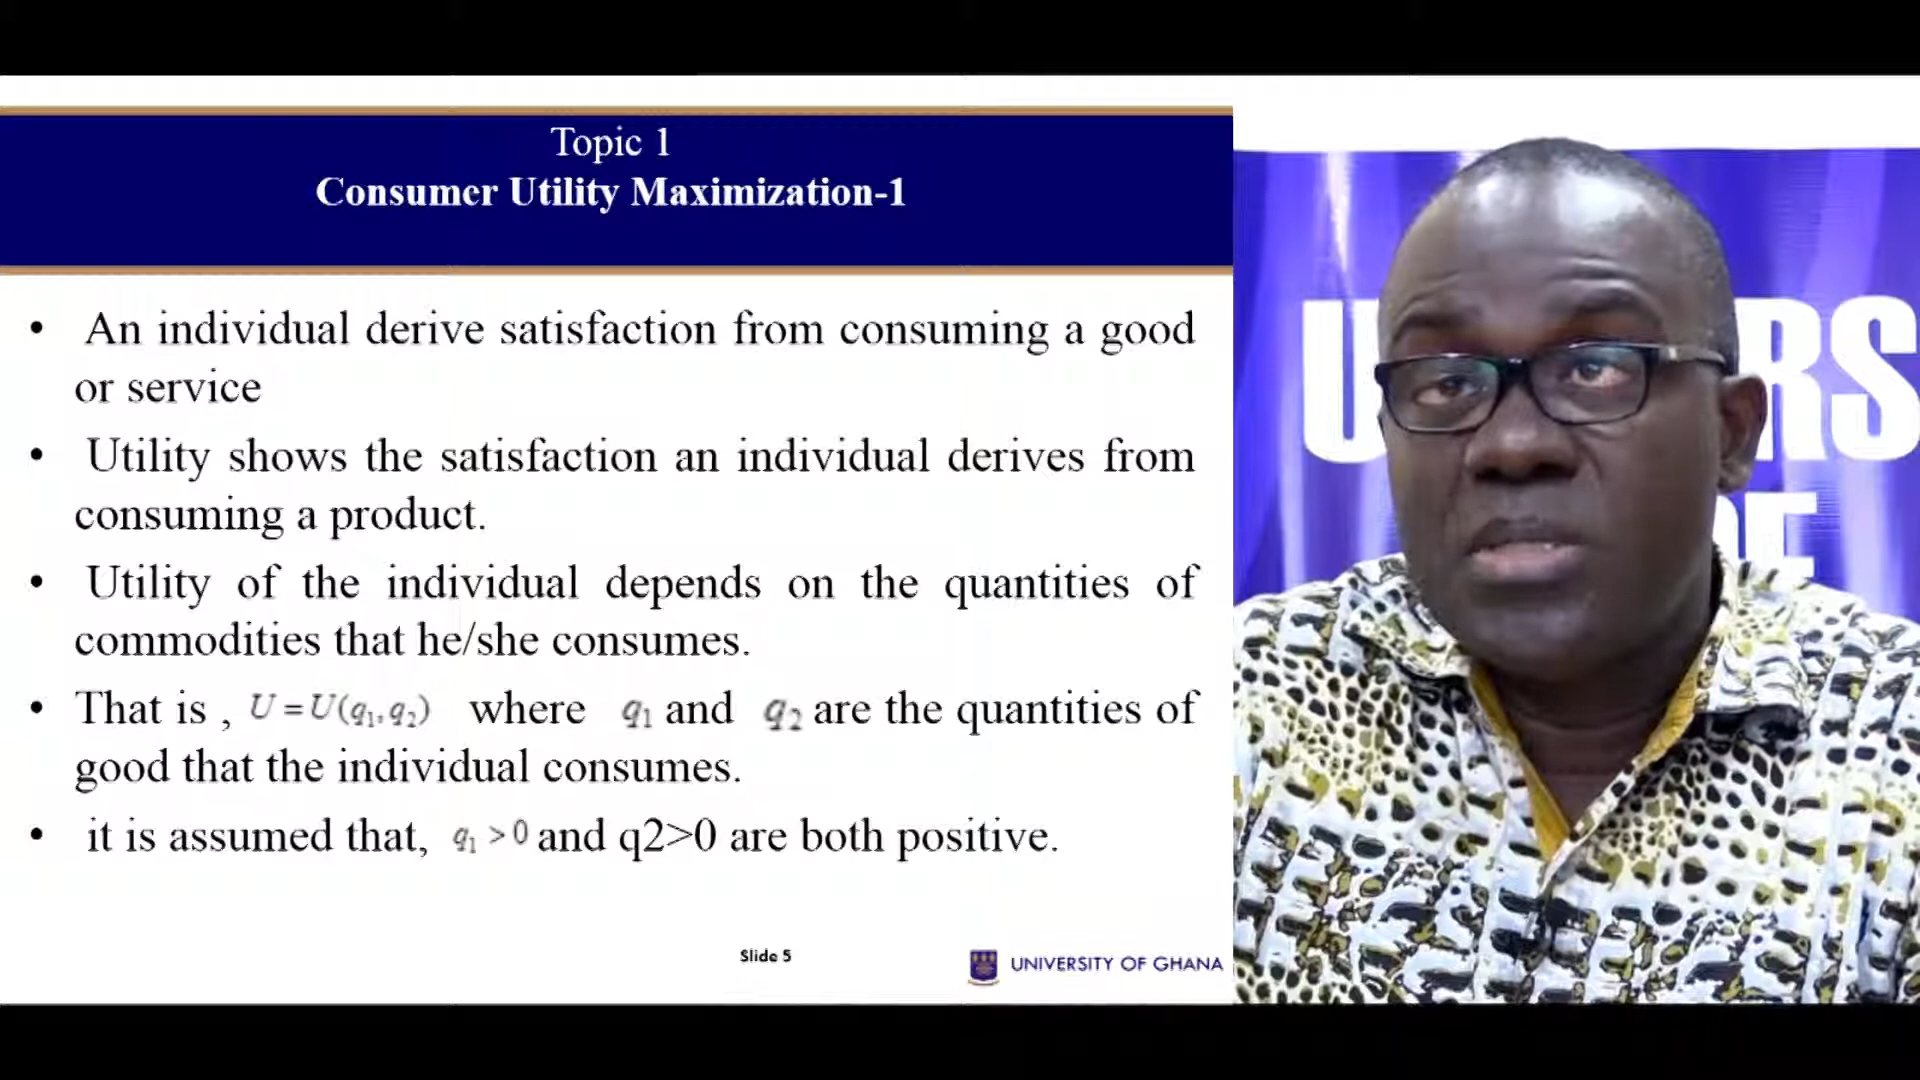 Topic 1
Consumer Utility Maximization-1
• An individual derive satisfaction from consuming a good
or service
• Utility shows the satisfaction an individual derives from
consuming a product.
• Utility of the individual depends on the quantities of
commodities that he/she consumes.
• That is , U = U(q₁, q₂) where q₁ and q₂ are the quantities of
good that the individual consumes.
• it is assumed that, q₁ > 0 and q2>0 are both positive.
Slide 5
UNIVERSITY OF GHANA